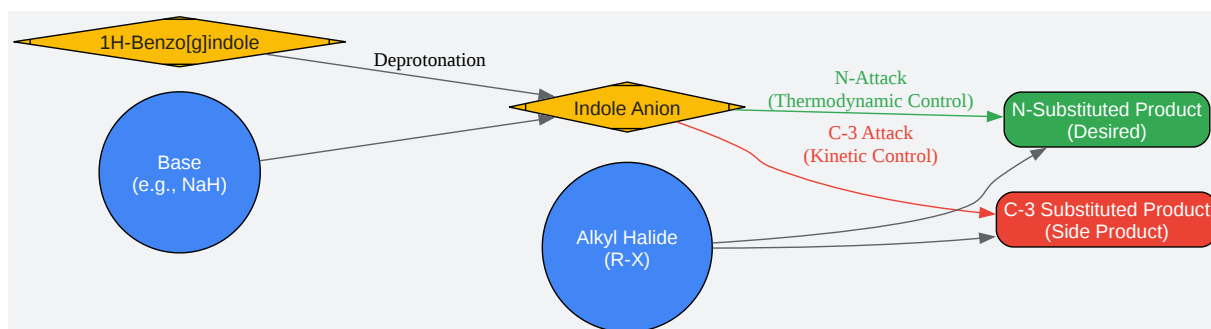 1H-Benzo[g]indole
Deprotonation
Base
(e.g., NaH)
Indole Anion
N-Attack
(Thermodynamic Control)
C-3 Attack
(Kinetic Control)
Alkyl Halide
(R-X)
N-Substituted Product
(Desired)
C-3 Substituted Product
(Side Product)